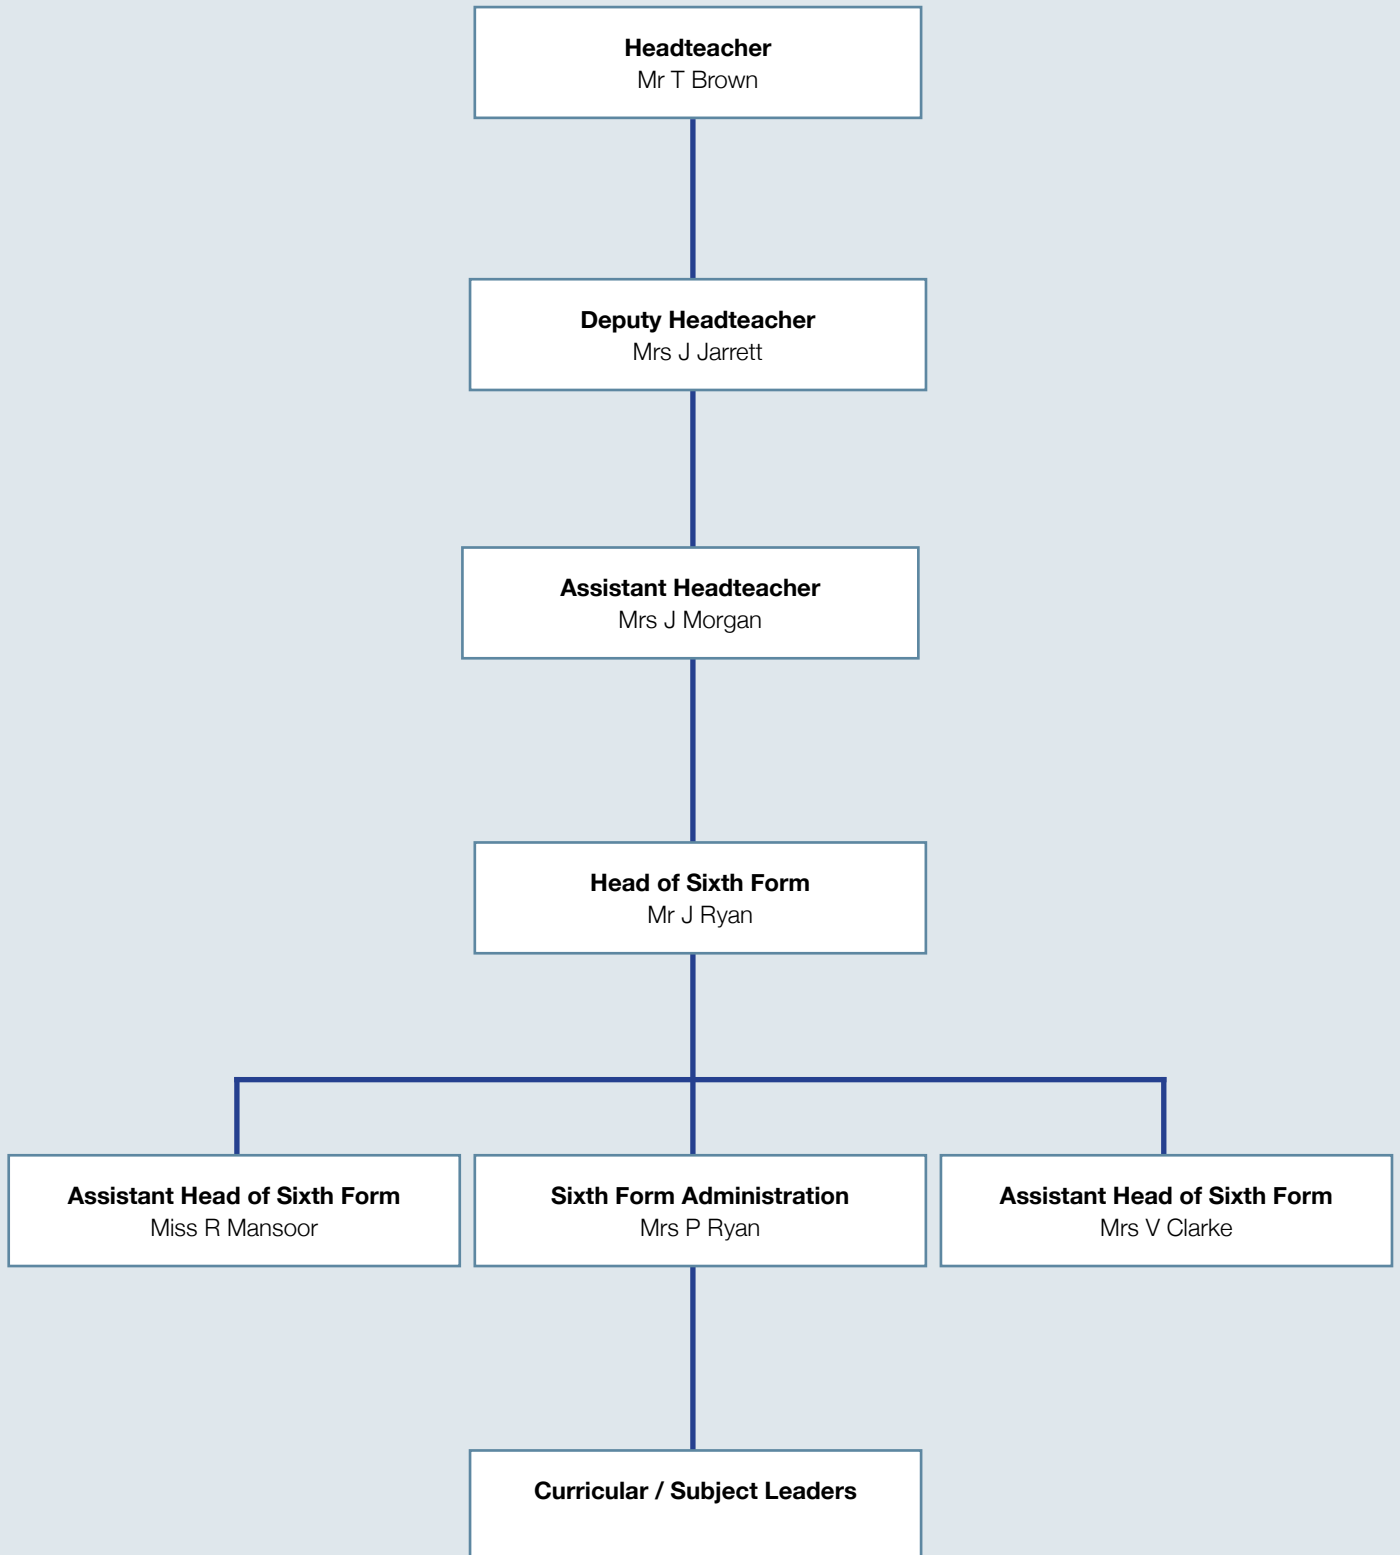 Headteacher
Mr T Brown
Deputy Headteacher
Mrs J Jarrett
Assistant Headteacher
Mrs J Morgan
Head of Sixth Form
Mr J Ryan
Assistant Head of Sixth Form
Miss R Mansoor
Sixth Form Administration
Mrs P Ryan
Assistant Head of Sixth Form
Mrs V Clarke
Curricular / Subject Leaders